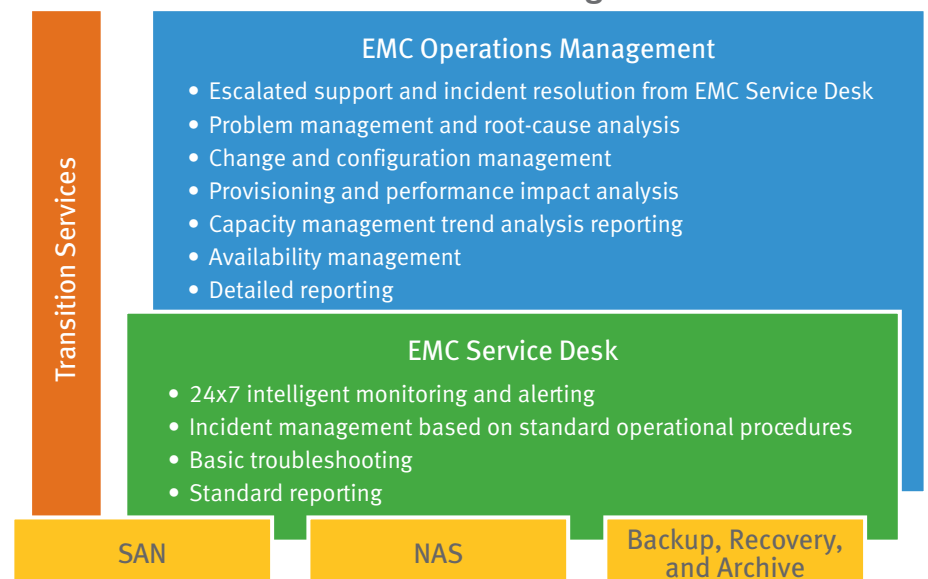 EMC Operations Management
• Escalated support and incident resolution from EMC Service Desk
• Problem management and root-cause analysis
• Change and configuration management
• Provisioning and performance impact analysis
• Capacity management trend analysis reporting
• Availability management
• Detailed reporting
Transition Services
EMC Service Desk
• 24x7 intelligent monitoring and alerting
• Incident management based on standard operational procedures
• Basic troubleshooting
• Standard reporting
SAN
NAS
Backup, Recovery,
and Archive